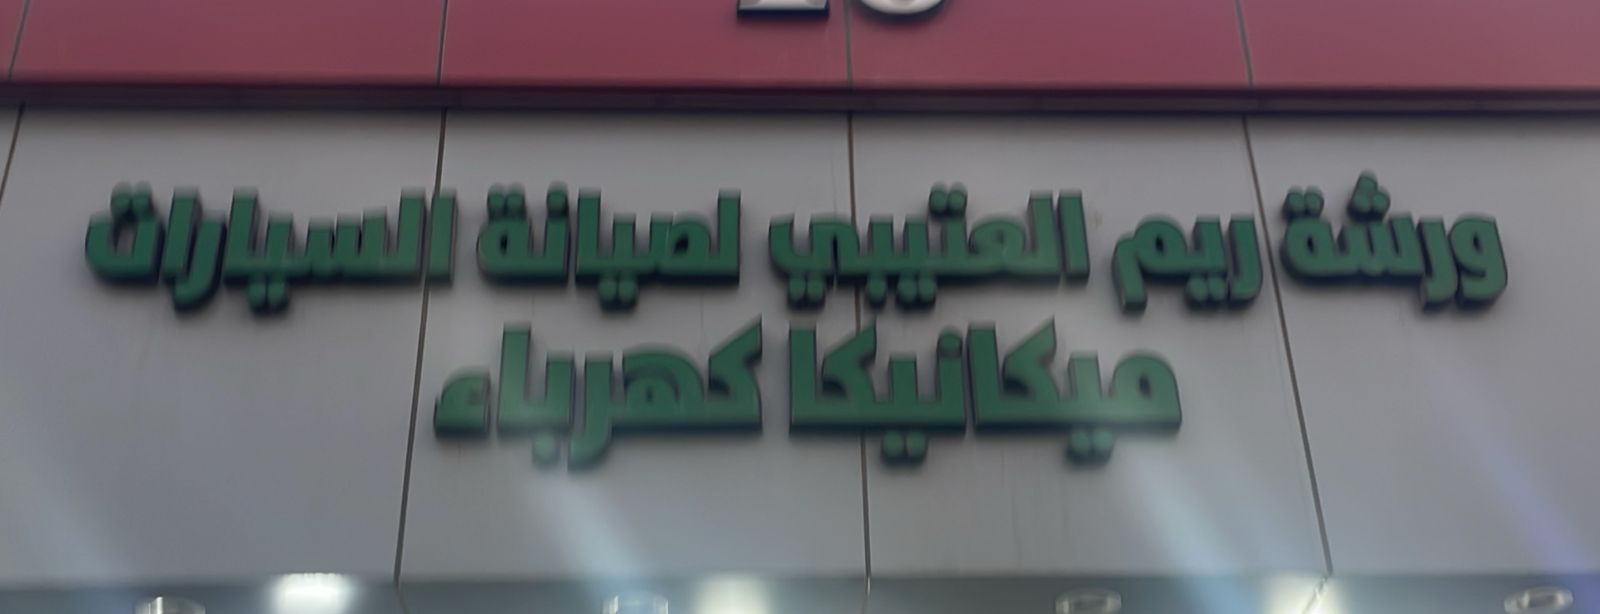 ورشة ريم العتيبي لصيانة السيارات
ميكانيكا كهرباء